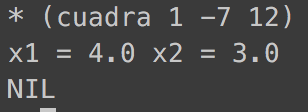 * (cuadra 1 -7 12)
x1 = 4.0 x2 = 3.0
NIL